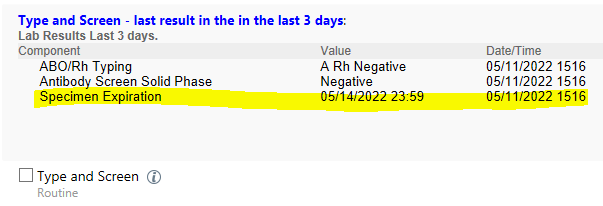 Type and Screen - last result in the in the last 3 days:
Lab Results Last 3 days.
Component Value Date/Time
ABO/Rh Typing A Rh Negative 05/11/2022 1516
Antibody Screen Solid Phase Negative 05/11/2022 1516
Specimen Expiration 05/14/2022 23:59 05/11/2022 1516
Type and Screen i
Routine